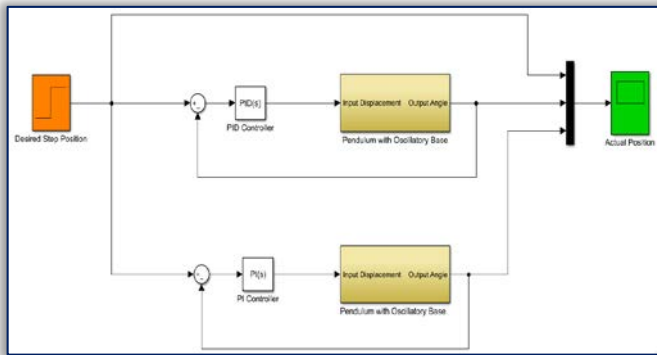 PID(s)
Input Displacement Output Angle
Desired Step Position
PID Controller
Pendulum with Oscillatory Base
Actual Position
PI(s)
Input Displacement Output Angle
PI Controller
Pendulum with Oscillatory Base